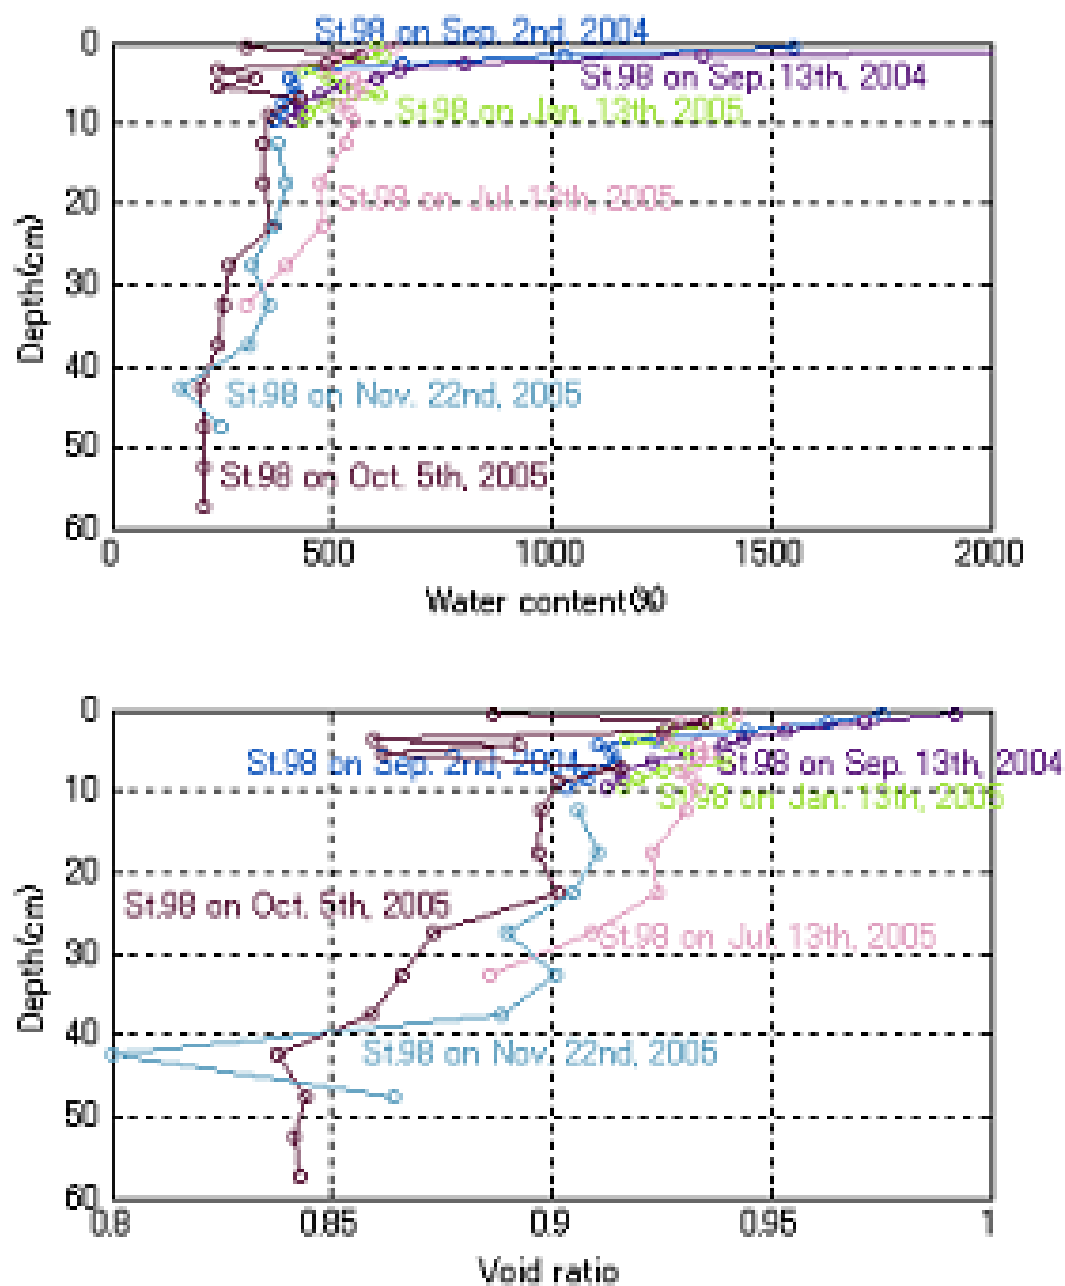 0
St.98 on Sep. 2nd, 2004
St.98 on Sep. 13th, 2004
10
St.98 on Jan. 13th, 2005
20
St.98 on Jul. 13th, 2005
30
40
St.98 on Nov. 22nd, 2005
50
St.98 on Oct. 5th, 2005
60
0 500 1000 1500 2000
Depth(cm)
Water content(%)
0
St.98 on Sep. 2nd, 2004
St.98 on Sep. 13th, 2004
10
St.98 on Jan. 13th, 2005
20
St.98 on Oct. 5th, 2005
St.98 on Jul. 13th, 2005
30
40
St.98 on Nov. 22nd, 2005
50
60
0.8 0.85 0.9 0.95 1
Depth(cm)
Void ratio